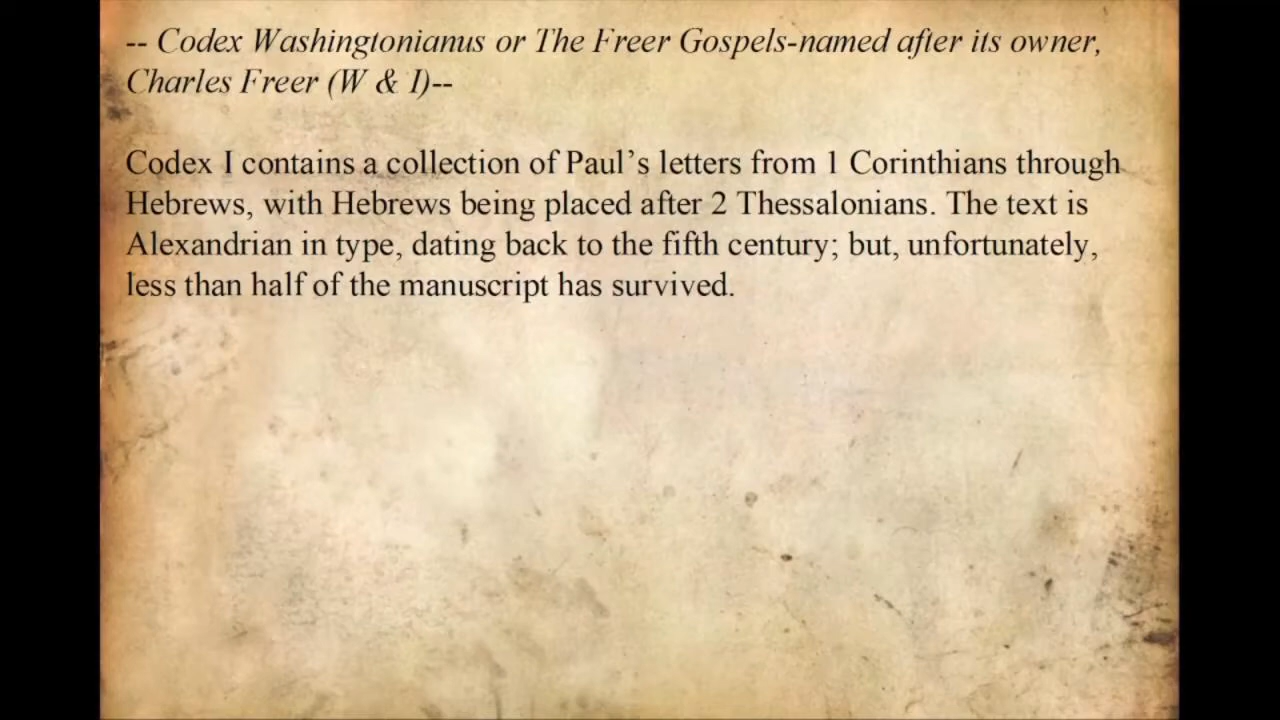 -- Codex Washingtonianus or The Freer Gospels-named after its owner,
Charles Freer (W & I)--
Codex I contains a collection of Paul’s letters from 1 Corinthians through
Hebrews, with Hebrews being placed after 2 Thessalonians. The text is
Alexandrian in type, dating back to the fifth century; but, unfortunately,
less than half of the manuscript has survived.